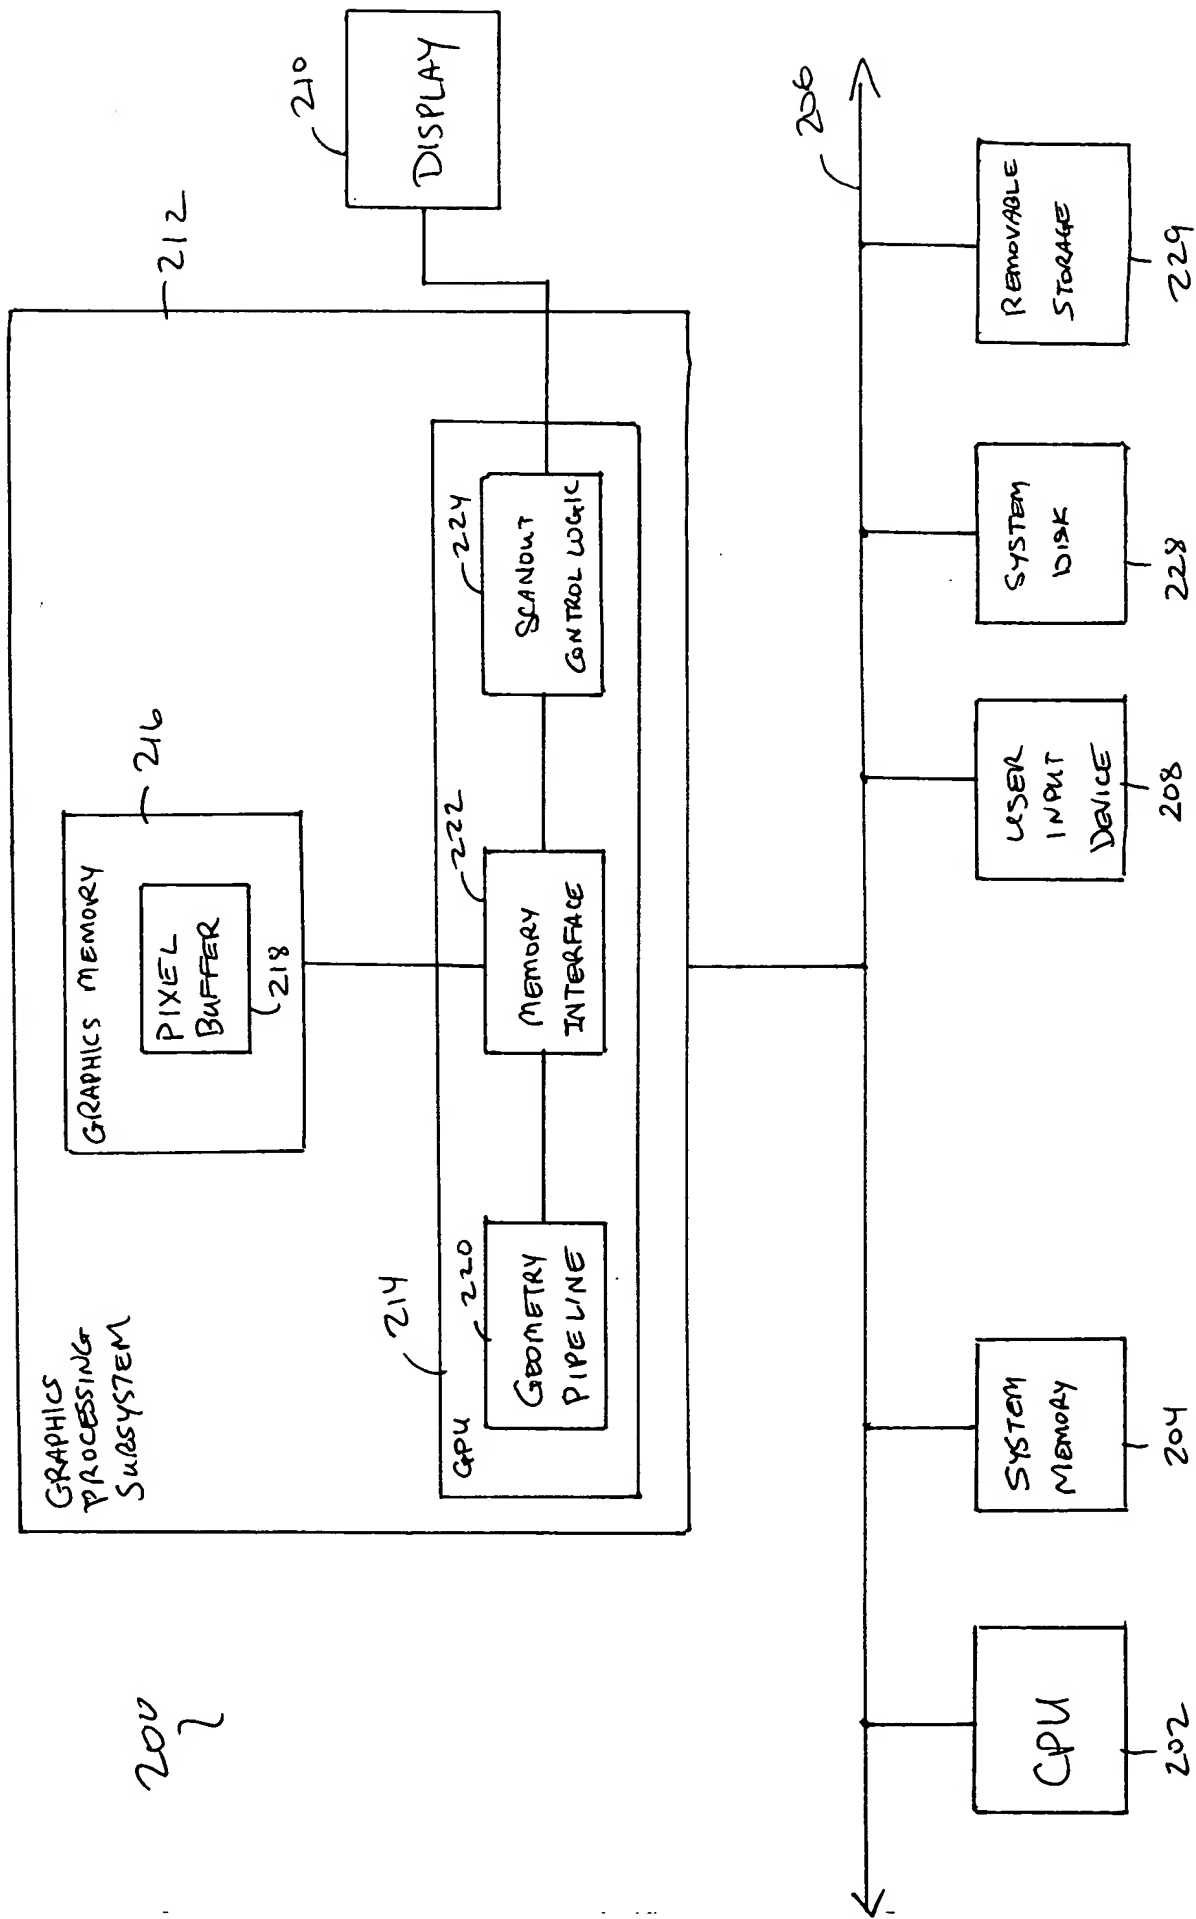 200
GRAPHICS
PROCESSING
SUBSYSTEM
212
GRAPHICS MEMORY
216
PIXEL
BUFFER
218
214
GPU
220
GEOMETRY
PIPELINE
222
MEMORY
INTERFACE
224
SCANOUT
CONTROL LOGIC
210
DISPLAY
206
CPU
202
SYSTEM
MEMORY
204
USER
INPUT
DEVICE
208
SYSTEM
DISK
228
REMOVABLE
STORAGE
229